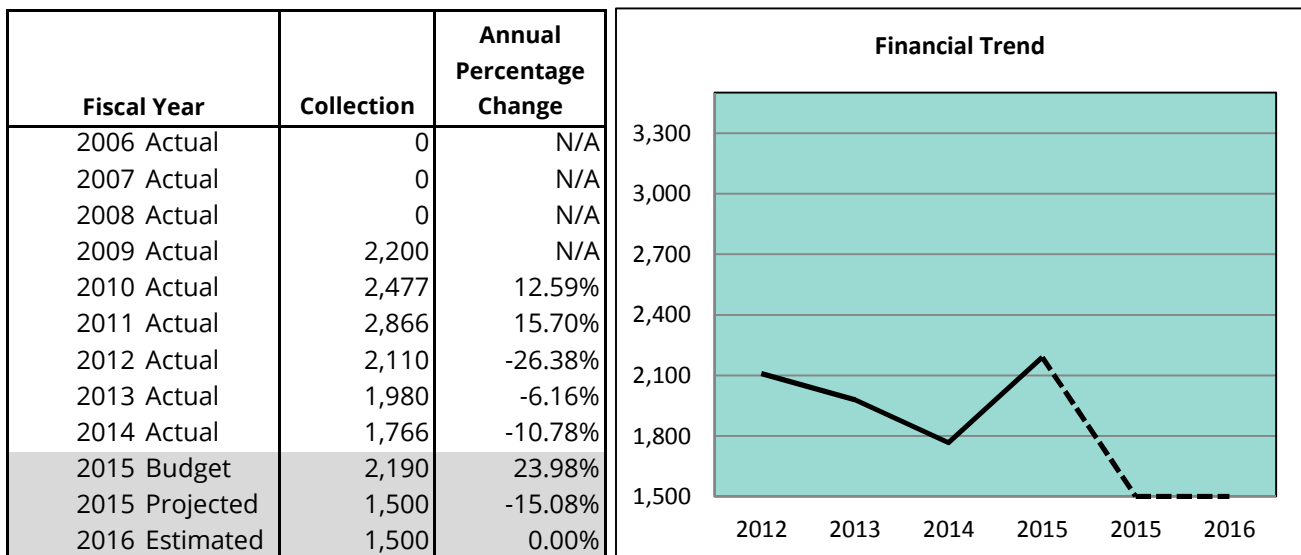 Annual
Percentage
Fiscal Year Collection Change
2006 Actual 0 N/A
2007 Actual 0 N/A
2008 Actual 0 N/A
2009 Actual 2,200 N/A
2010 Actual 2,477 12.59%
2011 Actual 2,866 15.70%
2012 Actual 2,110 -26.38%
2013 Actual 1,980 -6.16%
2014 Actual 1,766 -10.78%
2015 Budget 2,190 23.98%
2015 Projected 1,500 -15.08%
2016 Estimated 1,500 0.00%
Financial Trend
3,300
3,000
2,700
2,400
2,100
1,800
1,500
2012 2013 2014 2015 2015 2016